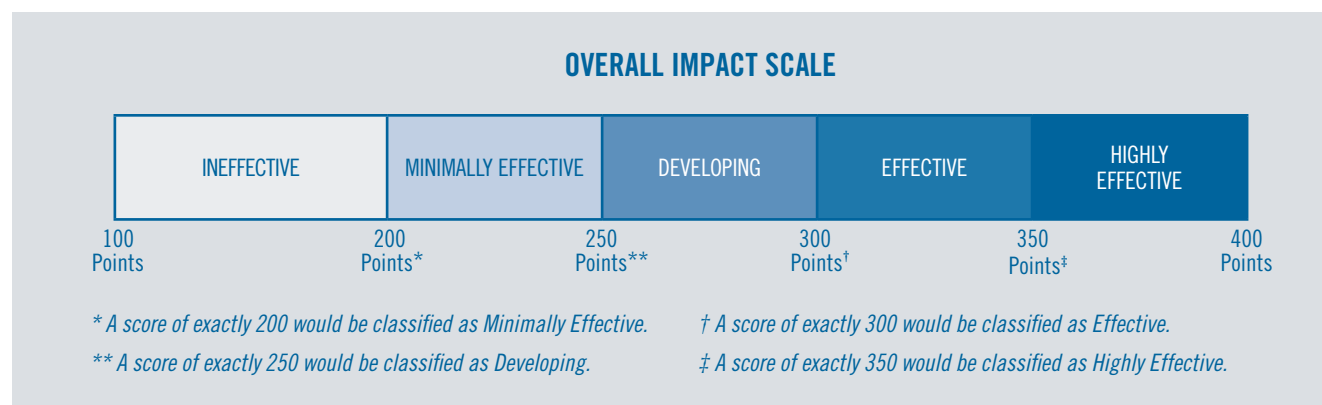 OVERALL IMPACT SCALE
INEFFECTIVE
MINIMALLY EFFECTIVE
DEVELOPING
EFFECTIVE
HIGHLY
EFFECTIVE
100
Points
200
Points*
250
Points**
300
Points†
350
Points‡
400
Points
* A score of exactly 200 would be classified as Minimally Effective.
** A score of exactly 250 would be classified as Developing.
† A score of exactly 300 would be classified as Effective.
‡ A score of exactly 350 would be classified as Highly Effective.